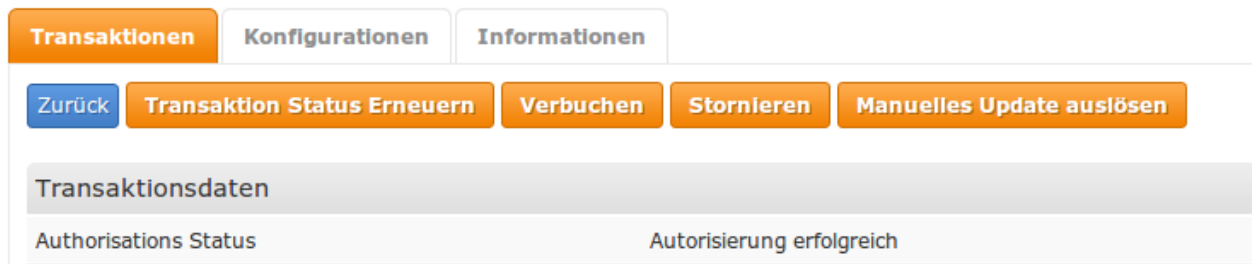 Transaktionen Konfigurationen Informationen
Zurück Transaktion Status Erneuern Verbuchen Stornieren Manuelles Update auslösen
Transaktionsdaten
Authorisations Status Autorisierung erfolgreich